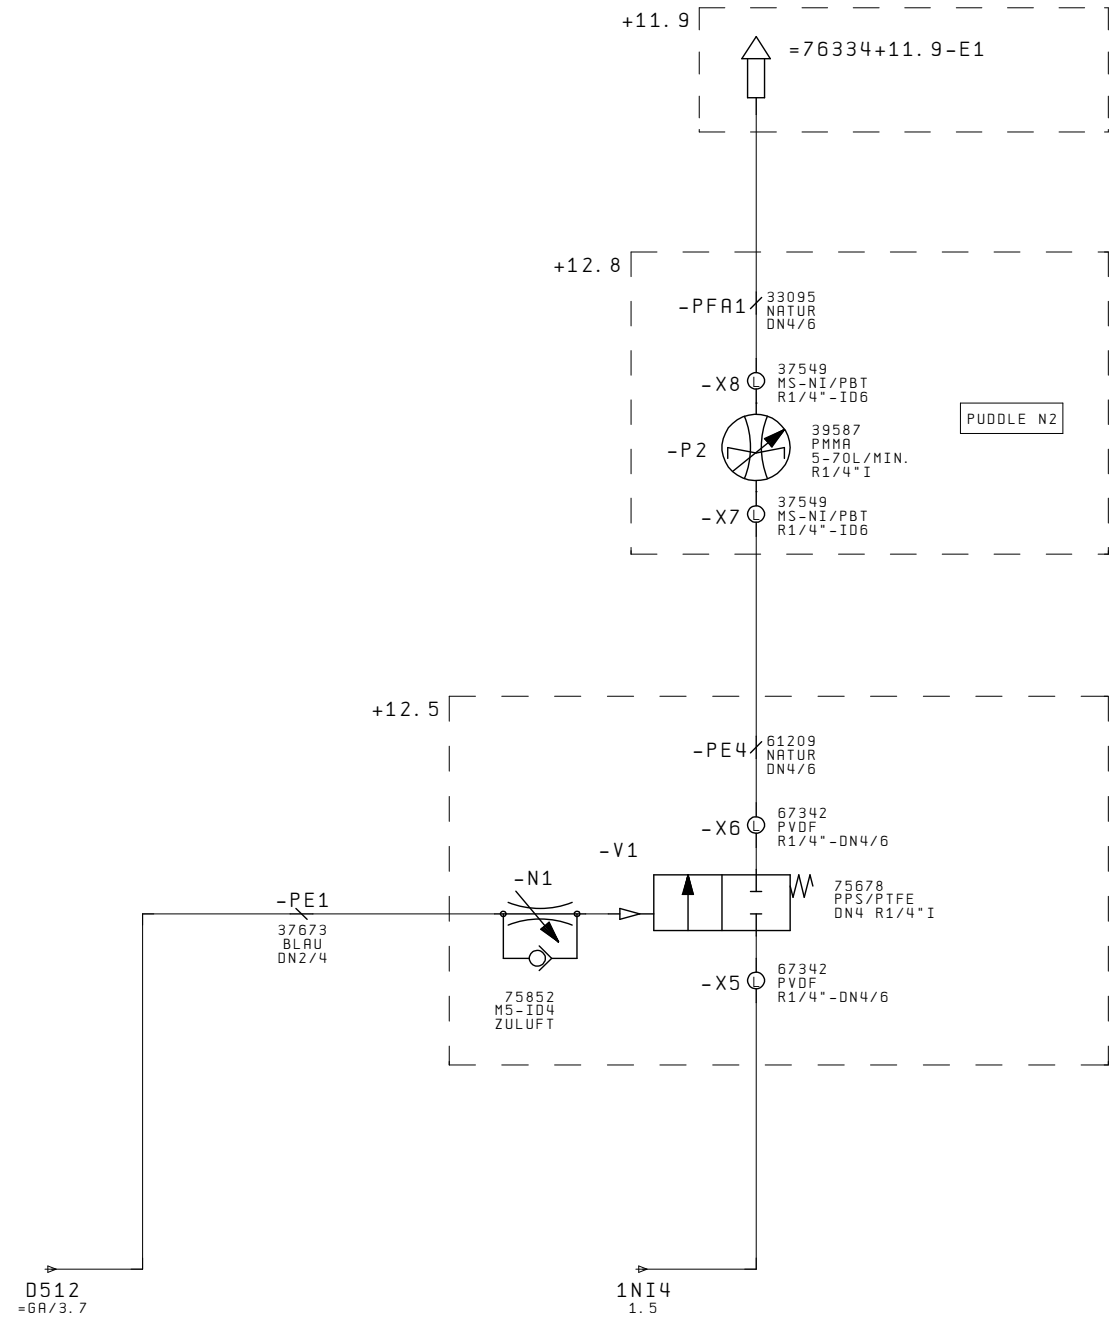 +11.9
=76334+11.9-E1
+12.8
-PFA1
33095
NATUR
DN4/6
-X8
37549
MS-NI/PBT
R1/4"-ID6
PUDDLE N2
-P2
39587
PMMA
5-70L/MIN.
R1/4"I
-X7
37549
MS-NI/PBT
R1/4"-ID6
+12.5
-PE4
61209
NATUR
DN4/6
-X6
67342
PVDF
R1/4"-DN4/6
-V1
75678
PPS/PTFE
DN4 R1/4"I
-N1
75852
M5-ID4
ZULUFT
-PE1
37673
BLAU
DN2/4
-X5
67342
PVDF
R1/4"-DN4/6
D512
=GA/3.7
1NI4
1.5
L
L
L
L